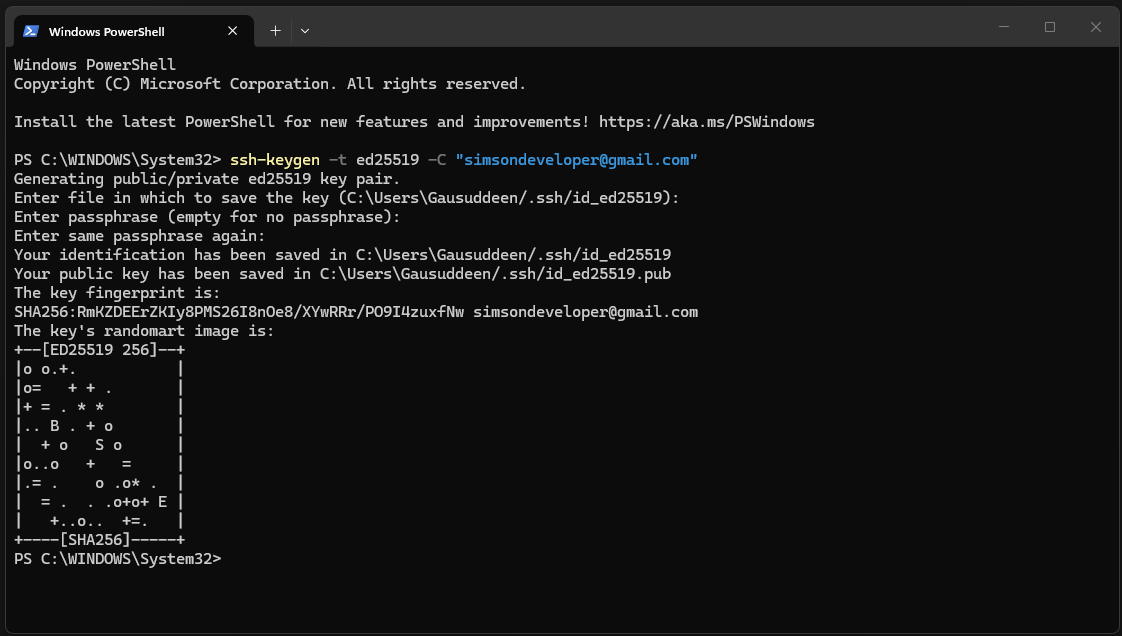 Windows PowerShell
Windows PowerShell
Copyright (C) Microsoft Corporation. All rights reserved.
Install the latest PowerShell for new features and improvements! https://aka.ms/PSWindows
PS C:\WINDOWS\System32> ssh-keygen -t ed25519 -C "simsondeveloper@gmail.com"
Generating public/private ed25519 key pair.
Enter file in which to save the key (C:\Users\Gausuddeen/.ssh/id_ed25519):
Enter passphrase (empty for no passphrase):
Enter same passphrase again:
Your identification has been saved in C:\Users\Gausuddeen/.ssh/id_ed25519
Your public key has been saved in C:\Users\Gausuddeen/.ssh/id_ed25519.pub
The key fingerprint is:
SHA256:RmKZDEErZKIy8PMS26I8nOe8/XYwRRr/PO9I4zuxfNw simsondeveloper@gmail.com
The key's randomart image is:
+--[ED25519 256]--+
|o o.+.           |
|o=   + + .       |
|+ = . * *        |
|.. B . + o       |
|  + o   S o      |
|o..o   +   =     |
|.= .    o .o* .  |
|  = .  . .o+o+ E |
|   +..o..  +=.   |
+----[SHA256]-----+
PS C:\WINDOWS\System32>